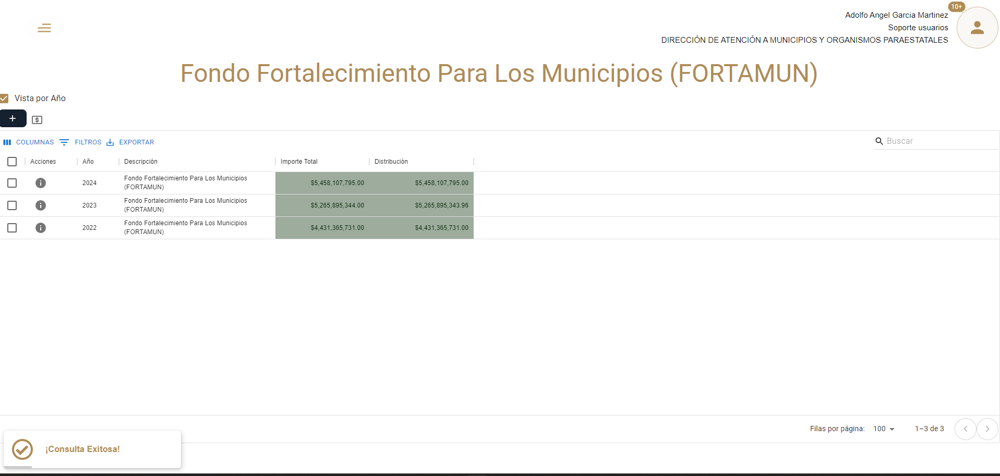 10+
Adolfo Angel Garcia Martinez
Soporte usuarios
DIRECCIÓN DE ATENCIÓN A MUNICIPIOS Y ORGANISMOS PARAESTATALES
Fondo Fortalecimiento Para Los Municipios (FORTAMUN)
Vista por Año
+
COLUMNAS FILTROS EXPORTAR Buscar
Acciones Año Descripción Importe Total Distribución
2024 Fondo Fortalecimiento Para Los Municipios (FORTAMUN) $5,458,107,795.00 $5,458,107,795.00
2023 Fondo Fortalecimiento Para Los Municipios (FORTAMUN) $5,265,895,344.00 $5,265,895,343.96
2022 Fondo Fortalecimiento Para Los Municipios (FORTAMUN) $4,431,365,731.00 $4,431,365,731.00
Filas por página: 100 1–3 de 3
¡Consulta Exitosa!